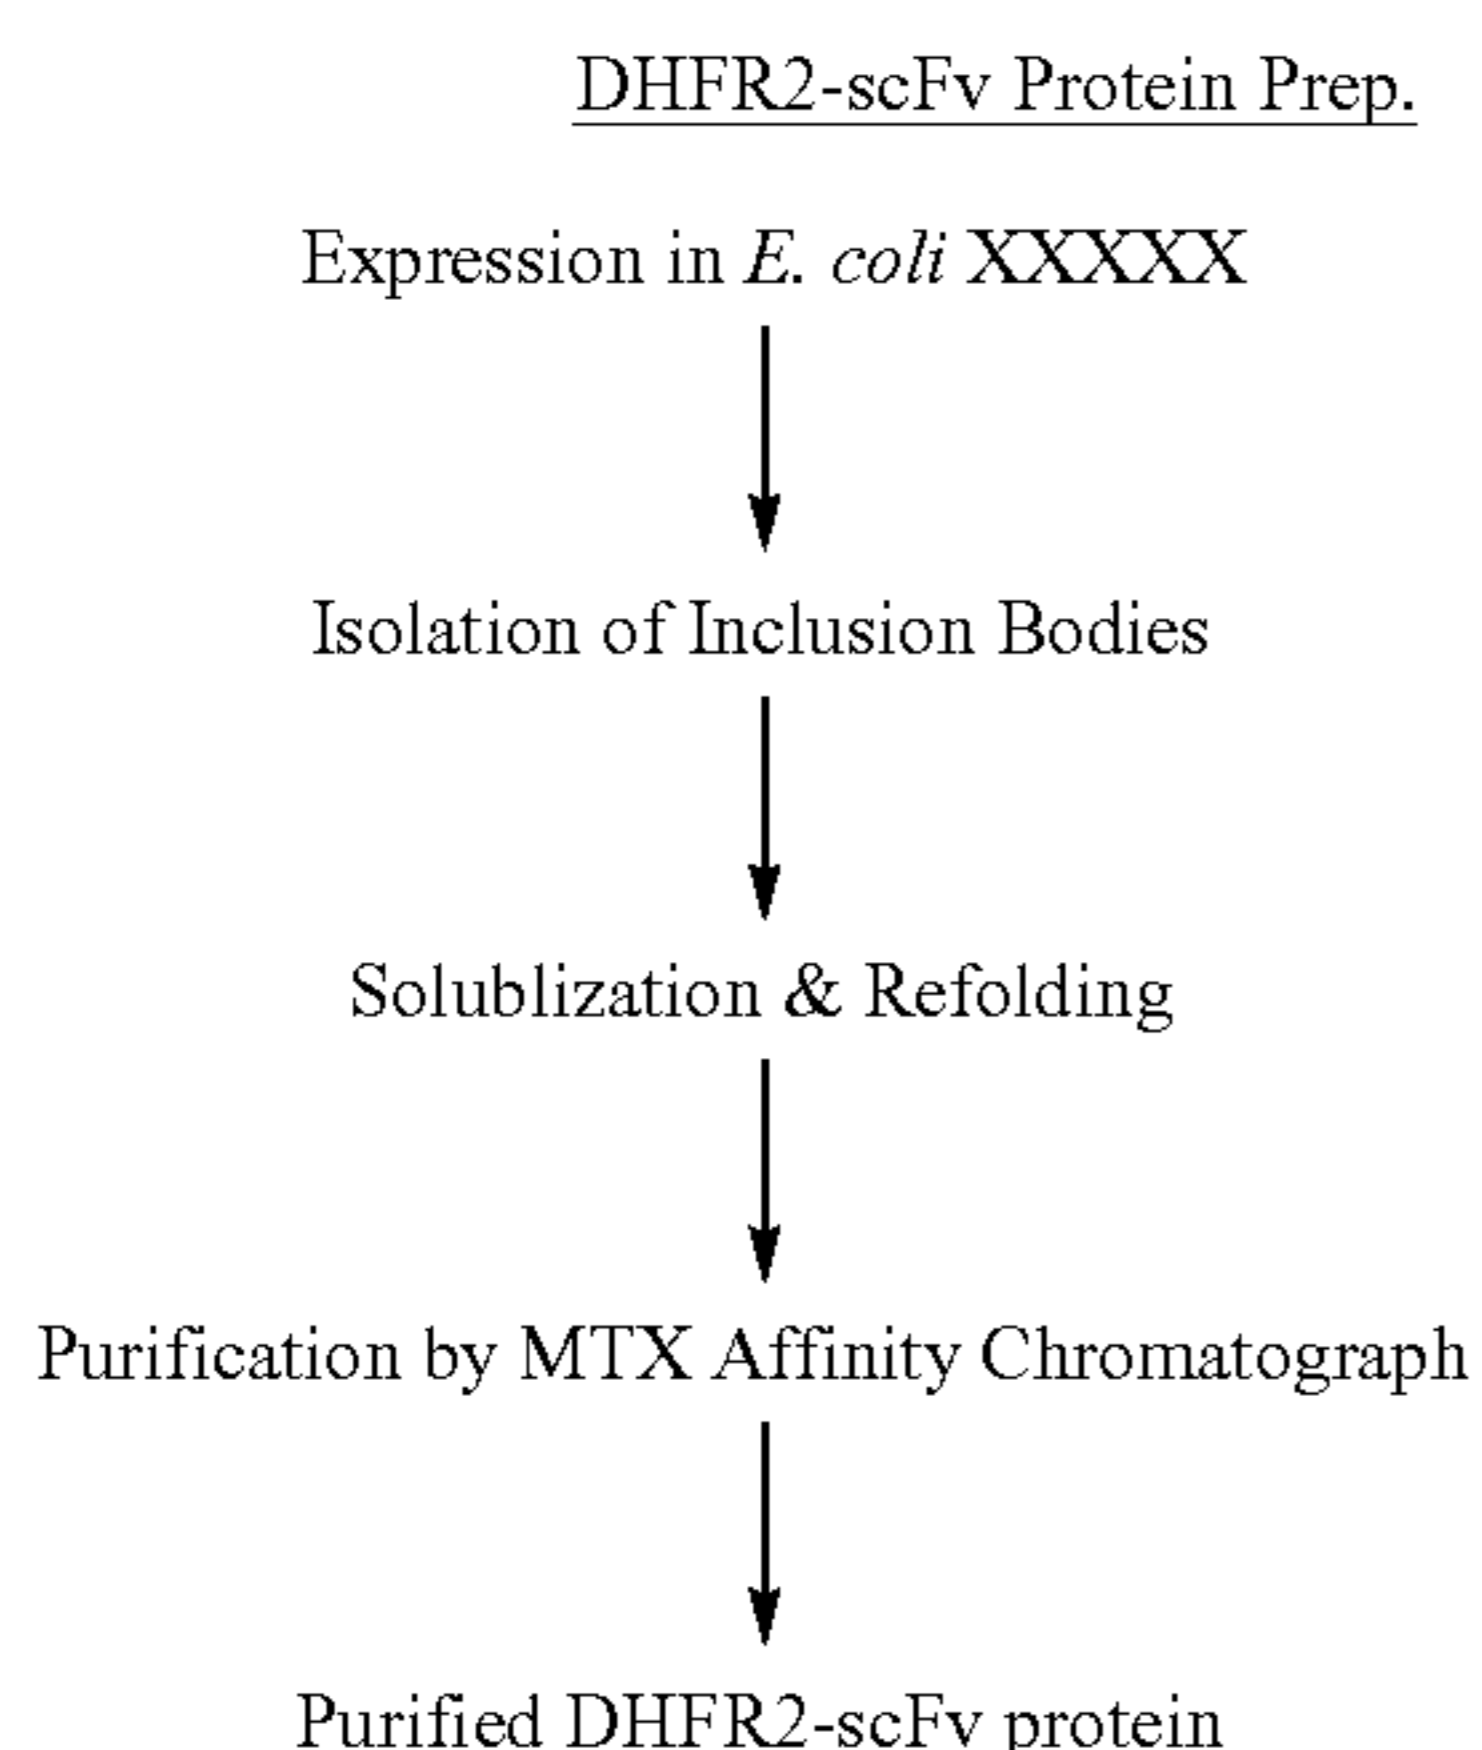 DHFR2-scFv Protein Prep.
Expression in E. coli XXXXX
Isolation of Inclusion Bodies
Solublization & Refolding
Purification by MTX Affinity Chromatograph
Purified DHFR2-scFv protein